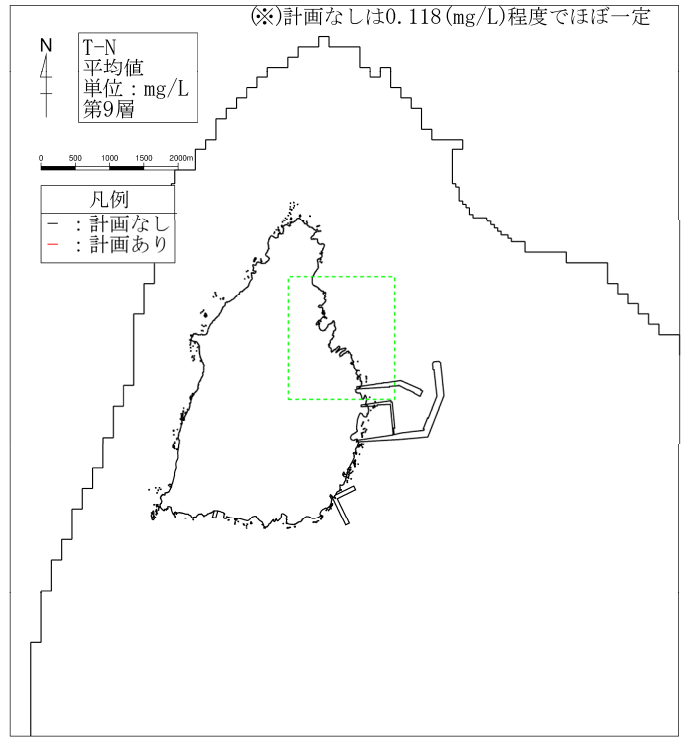 (※)計画なしは0.118(mg/L)程度でほぼ一定
N
T-N
平均値
単位：mg/L
第9層
0 500 1000 1500 2000m
凡例
− ：計画なし
− ：計画あり